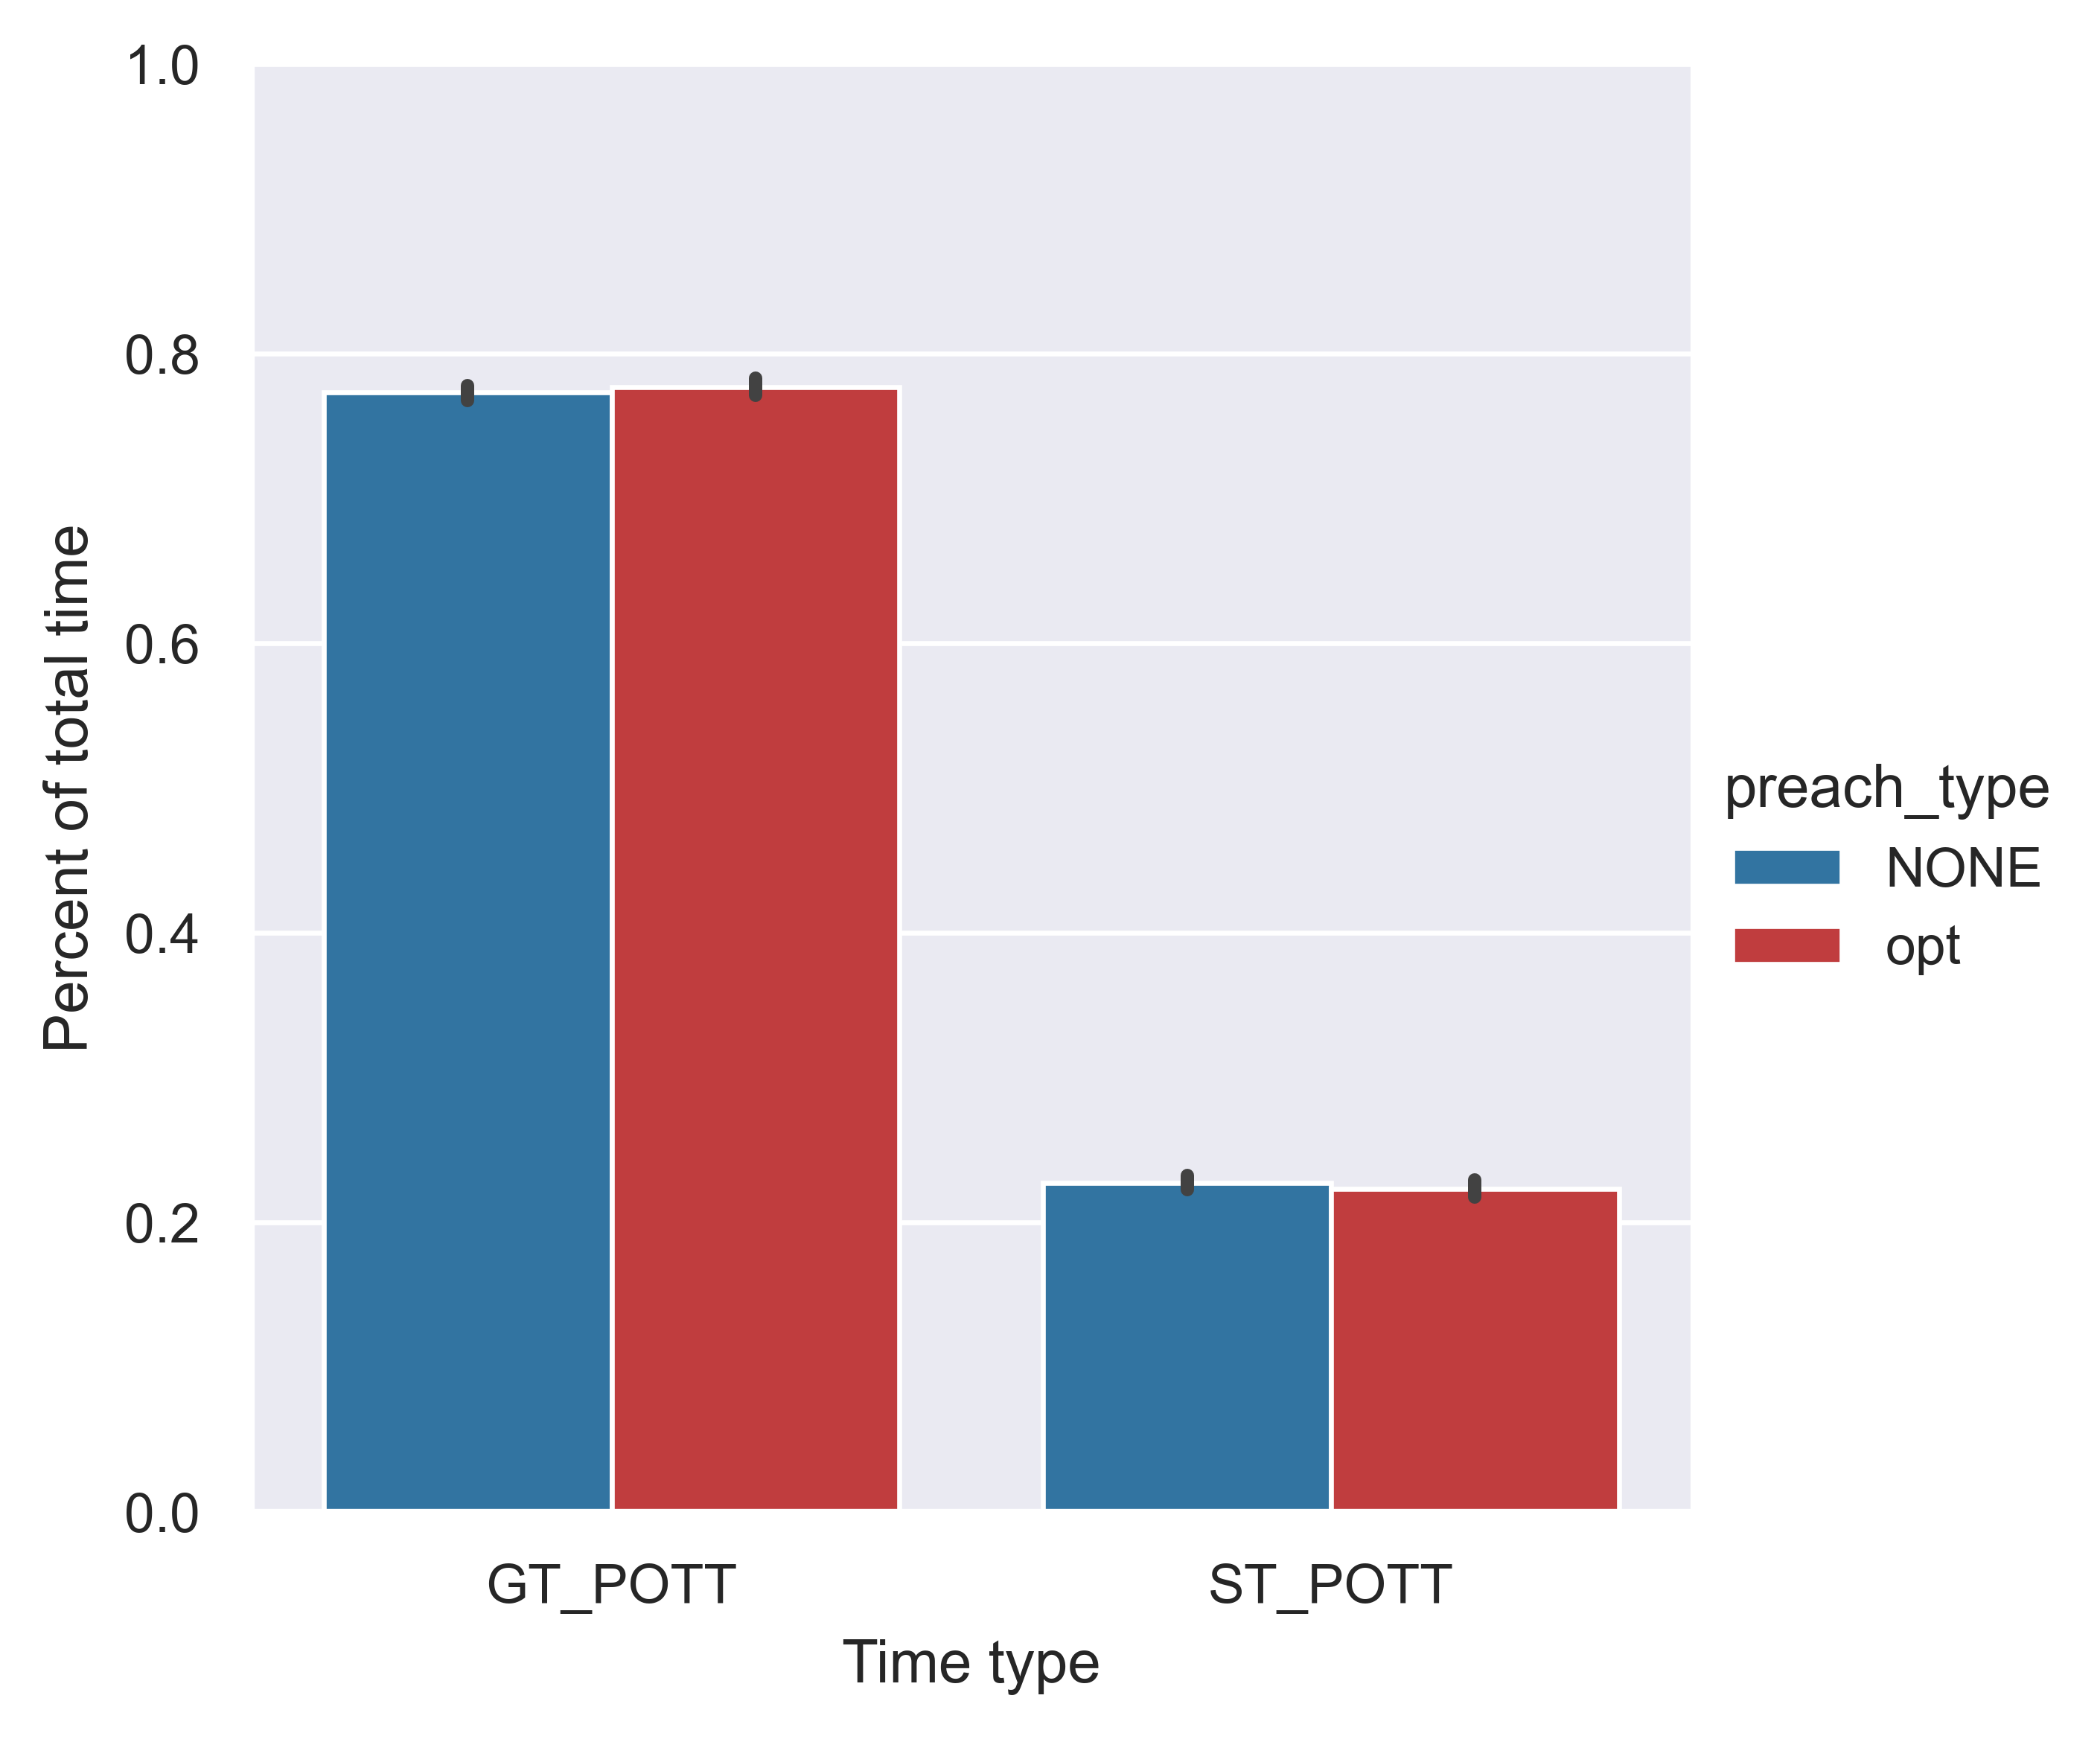 1.0
0.8
0.6
0.4
0.2
0.0
Percent of total time
GT_POTT
ST_POTT
Time type
preach_type
NONE
opt